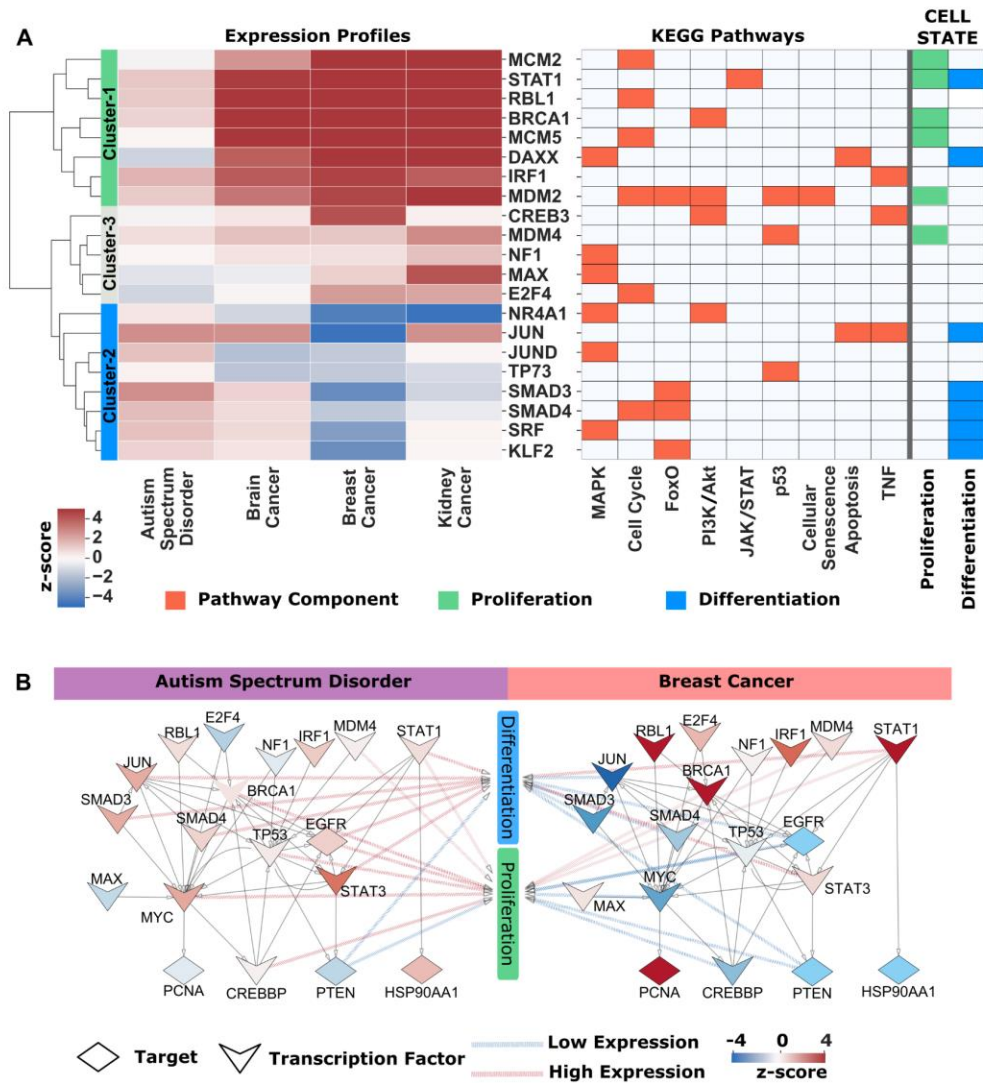 A
Expression Profiles
KEGG Pathways
CELL
STATE
Cluster-1
Cluster-3
Cluster-2
MCM2
STAT1
RBL1
BRCA1
MCM5
DAXX
IRF1
MDM2
CREB3
MDM4
NF1
MAX
E2F4
NR4A1
JUN
JUND
TP73
SMAD3
SMAD4
SRF
KLF2
Autism
Spectrum
Disorder
Brain
Cancer
Breast
Cancer
Kidney
Cancer
MAPK
Cell Cycle
FoxO
PI3K/Akt
JAK/STAT
p53
Cellular
Senescence
Apoptosis
TNF
Proliferation
Differentiation
z-score
4
2
0
−2
−4
Pathway Component
Proliferation
Differentiation
B
Autism Spectrum Disorder
Breast Cancer
Differentiation
Proliferation
RBL1
E2F4
NF1
IRF1
MDM4
STAT1
JUN
BRCA1
SMAD3
SMAD4
TP53
EGFR
MAX
MYC
STAT3
PCNA
CREBBP
PTEN
HSP90AA1
RBL1
E2F4
NF1
IRF1
MDM4
STAT1
JUN
BRCA1
SMAD3
SMAD4
TP53
EGFR
MYC
MAX
STAT3
PCNA
CREBBP
PTEN
HSP90AA1
Target
Transcription Factor
Low Expression
High Expression
-4 0 4
z-score